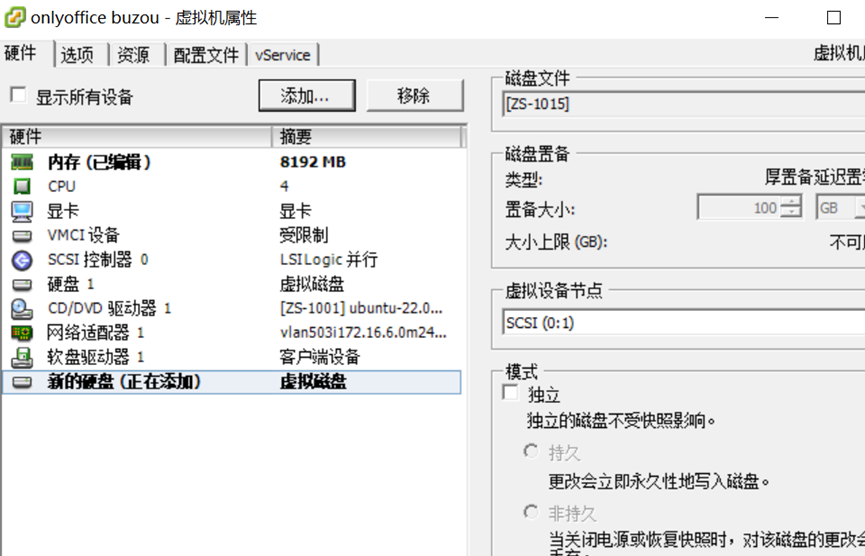 onlyoffice buzou - 虚拟机属性
硬件 选项 资源 配置文件 vService
虚拟机
显示所有设备 添加... 移除
硬件 摘要
内存 (已编辑) 8192 MB
CPU 4
显卡 显卡
VMCI 设备 受限制
SCSI 控制器 0 LSILogic 并行
硬盘 1 虚拟磁盘
CD/DVD 驱动器 1 [ZS-1001] ubuntu-22.0...
网络适配器 1 vlan503i172.16.6.0m24...
软盘驱动器 1 客户端设备
新的硬盘 (正在添加) 虚拟磁盘
磁盘文件
[ZS-1015]
磁盘置备
类型: 厚置备延迟置
置备大小: 100 GB
大小上限 (GB): 不可
虚拟设备节点
SCSI (0:1)
模式
独立
独立的磁盘不受快照影响。
持久
更改会立即永久性地写入磁盘。
非持久
当关闭电源或恢复快照时，对该磁盘的更改会